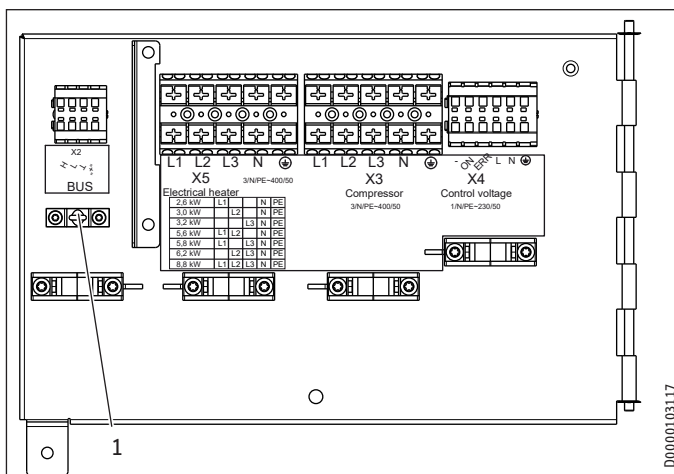 X2
H L ⊥ "+"
BUS
L1 L2 L3 N
X5 3/N/PE~400/50
Electrical heater
2,6 kW L1 N PE
3,0 kW L2 N PE
3,2 kW L3 N PE
5,6 kW L1 L2 N PE
5,8 kW L1 L3 N PE
6,2 kW L2 L3 N PE
8,8 kW L1 L2 L3 N PE
L1 L2 L3 N
X3
Compressor
3/N/PE~400/50
- ON ERR L N
X4
Control voltage
1/N/PE~230/50
1
D0000103117